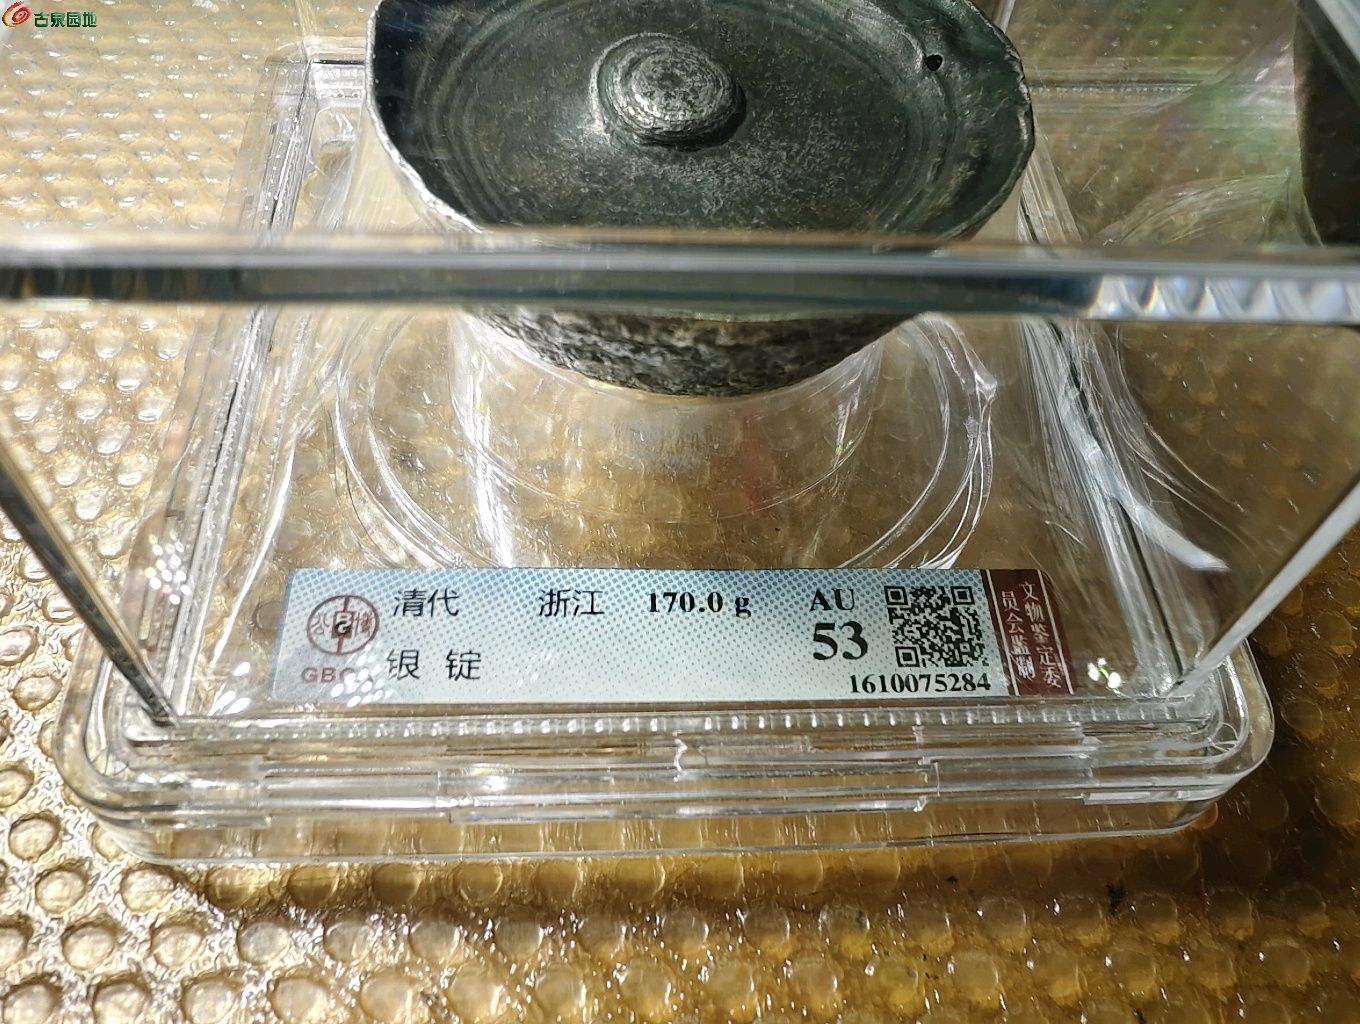 古泉园地
清代 浙江 170.0 g AU
银 锭 53
GBCA
1610075284
文物鉴定委
员会监制